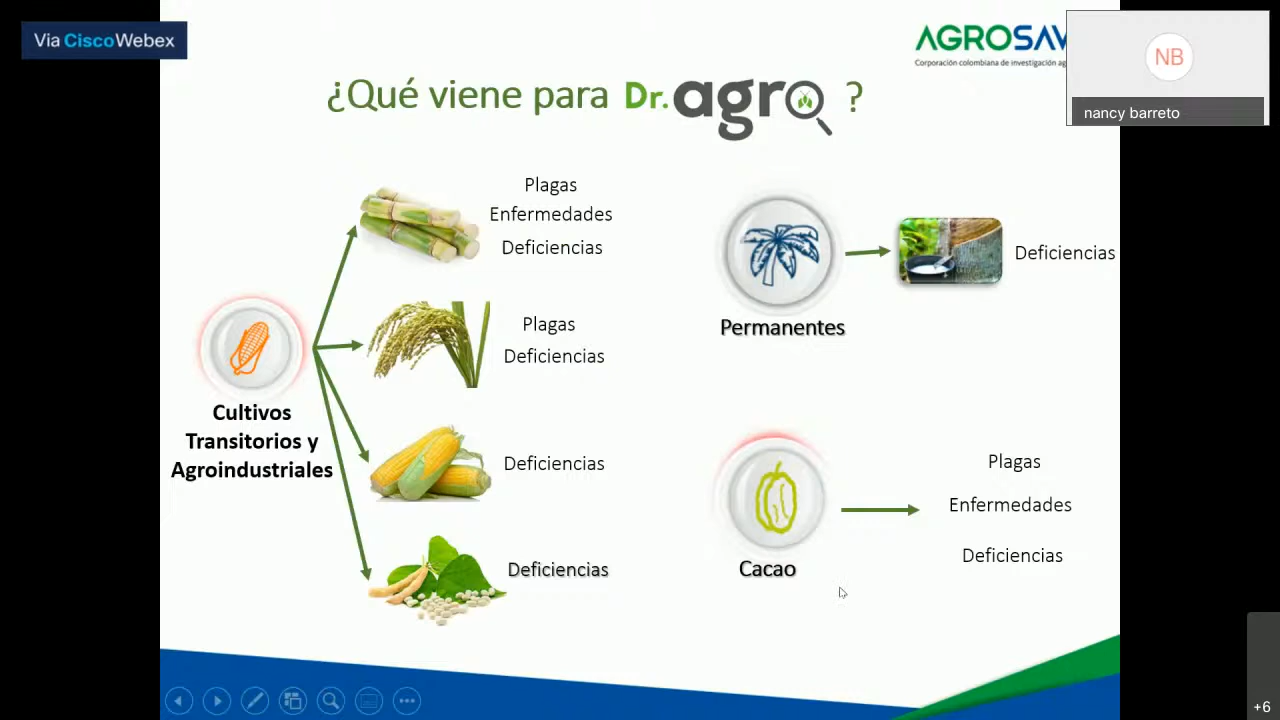 Vía CiscoWebex
AGROSAV
Corporación colombiana de investigación ag
NB
nancy barreto
¿Qué viene para Dr.agro ?
Plagas
Enfermedades
Deficiencias
Plagas
Deficiencias
Cultivos
Transitorios y
Agroindustriales
Deficiencias
Deficiencias
Deficiencias
Permanentes
Plagas
Enfermedades
Deficiencias
Cacao
+6